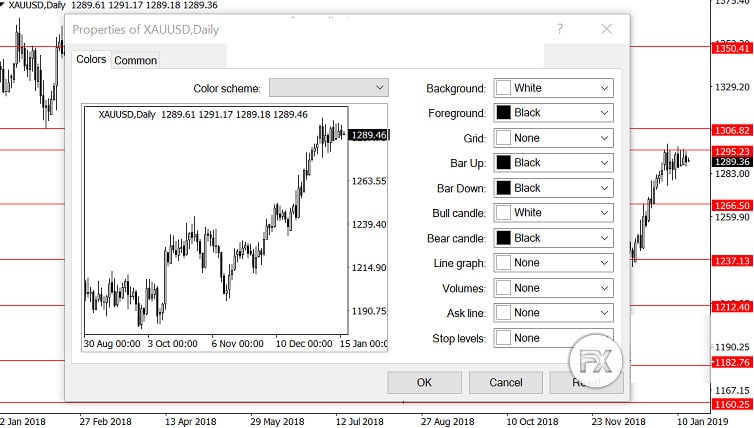 XAUUSD,Daily 1289.61 1291.17 1289.18 1289.36
Properties of XAUUSD,Daily
?
Colors
Common
Color scheme:
XAUUSD,Daily 1289.61 1291.17 1289.18 1289.46
1289.46
1263.55
1239.40
1214.90
1190.75
30 Aug 00:00
3 Oct 00:00
6 Nov 00:00
10 Dec 00:00
15 Jan 00:0
Background: White
Foreground: Black
Grid: None
Bar Up: Black
Bar Down: Black
Bull candle: White
Bear candle: Black
Line graph: None
Volumes: None
Ask line: None
Stop levels: None
FX
OK
Cancel
1350.41
1329.20
1306.82
1295.23
1289.36
1283.00
1266.50
1259.90
1237.13
1212.40
1190.25
1182.76
1167.15
1160.25
2 Jan 2018
27 Feb 2018
13 Apr 2018
29 May 2018
12 Jul 2018
27 Aug 2018
10 Oct 2018
23 Nov 2018
10 Jan 2019